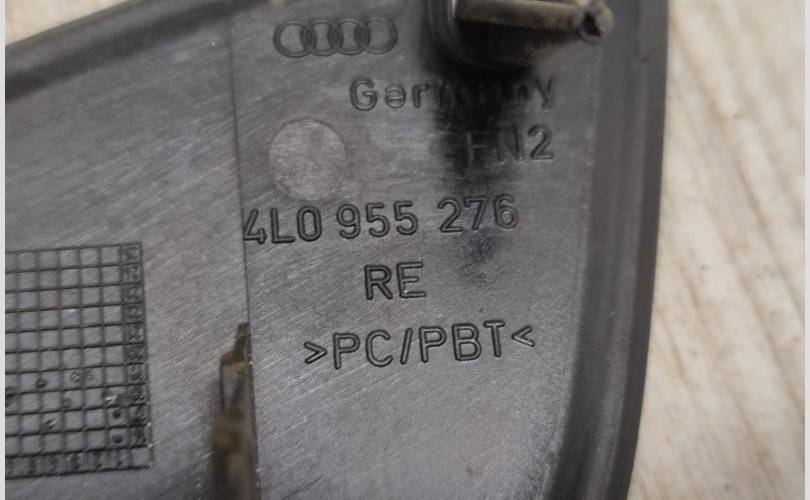 Germany
FN2
4L0 955 276
RE
>PC/PBT<